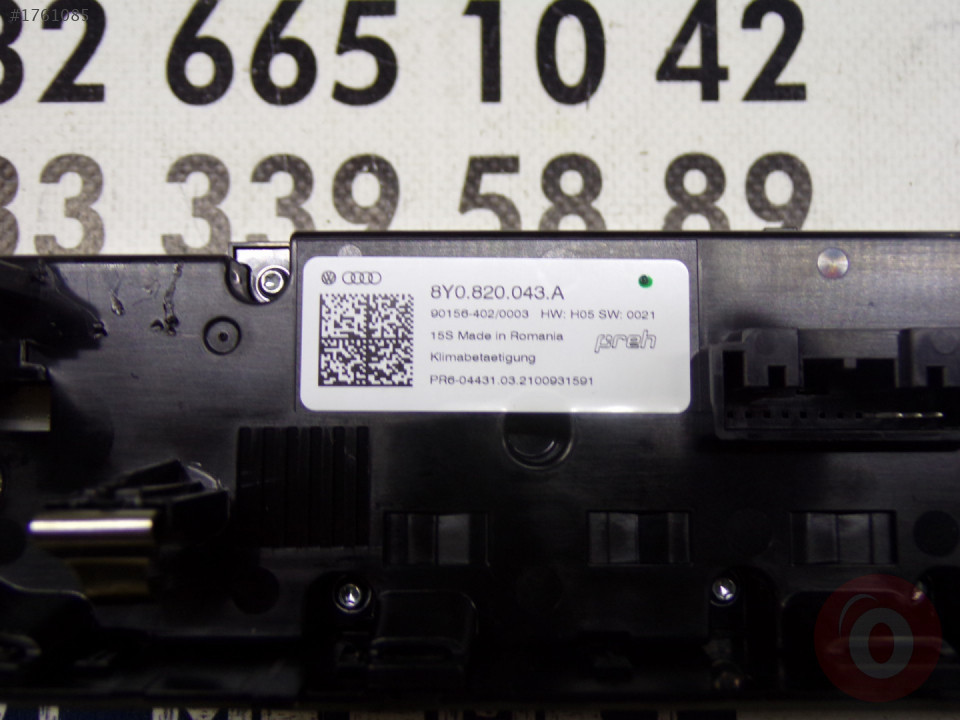 #1761085
32 665 10 42
33 339 58 89
8Y0.820.043.A
90156-402/0003 HW: H05 SW: 0021
15S Made in Romania
preh
Klimabetaetigung
PR6-04431.03.2100931591